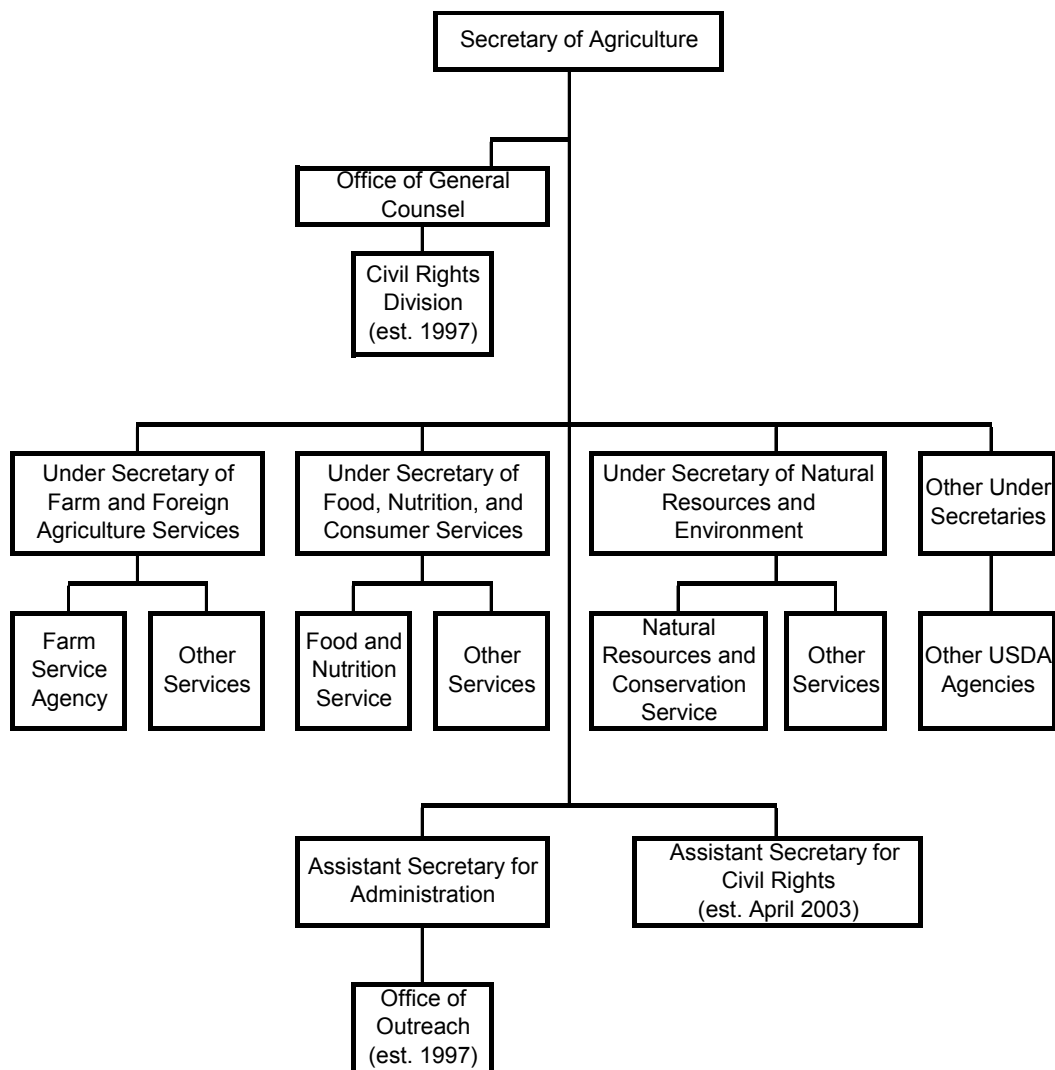 Secretary of Agriculture
Office of General
Counsel
Civil Rights
Division
(est. 1997)
Under Secretary of
Farm and Foreign
Agriculture Services
Under Secretary of
Food, Nutrition, and
Consumer Services
Under Secretary of Natural
Resources and
Environment
Other Under
Secretaries
Farm
Service
Agency
Other
Services
Food and
Nutrition
Service
Other
Services
Natural
Resources and
Conservation
Service
Other
Services
Other USDA
Agencies
Assistant Secretary for
Administration
Assistant Secretary for
Civil Rights
(est. April 2003)
Office of
Outreach
(est. 1997)